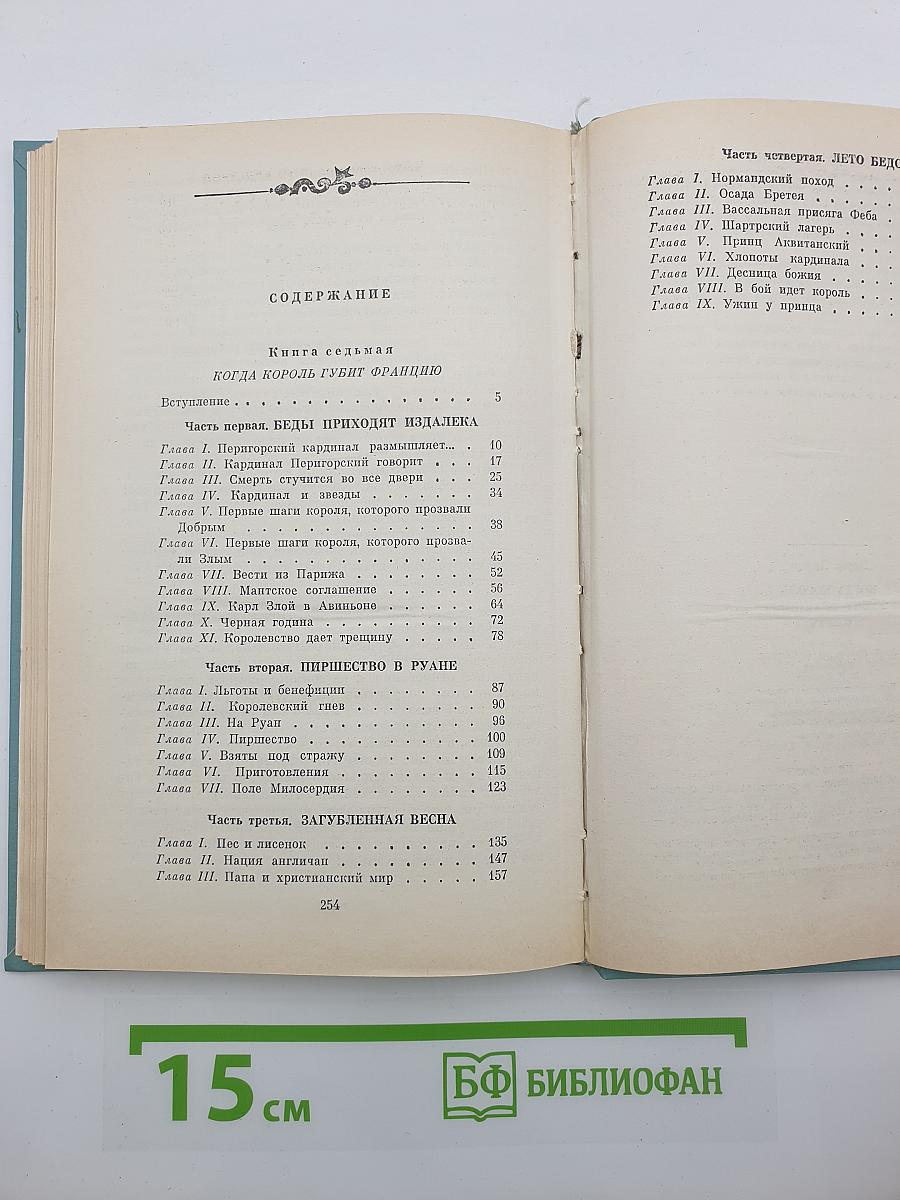 СОДЕРЖАНИЕ
Книга седьмая
КОГДА КОРОЛЬ ГУБИТ ФРАНЦИЮ
Вступление . . . . . . . . . . . . . . . 5
Часть первая. БЕДЫ ПРИХОДЯТ ИЗДАЛЕКА
Глава I. Перигорский кардинал размышляет... . 10
Глава II. Кардинал Перигорский говорит . . . 17
Глава III. Смерть стучится во все двери . . . 25
Глава IV. Кардинал и звезды . . . . . . . 34
Глава V. Первые шаги короля, которого прозвали
Добрым . . . . . . . . . . . . . . 38
Глава VI. Первые шаги короля, которого прозва-
ли Злым . . . . . . . . . . . . . . 45
Глава VII. Вести из Парижа . . . . . . . . 52
Глава VIII. Мантское соглашение . . . . . . 56
Глава IX. Карл Злой в Авиньоне . . . . . . 64
Глава X. Черная година . . . . . . . . . . 72
Глава XI. Королевство дает трещину . . . . . 78
Часть вторая. ПИРШЕСТВО В РУАНЕ
Глава I. Льготы и бенефиции . . . . . . . . 87
Глава II. Королевский гнев . . . . . . . . 90
Глава III. На Руан . . . . . . . . . . . . 96
Глава IV. Пиршество . . . . . . . . . . . 100
Глава V. Взяты под стражу . . . . . . . . 109
Глава VI. Приготовления . . . . . . . . . 115
Глава VII. Поле Милосердия . . . . . . . . 123
Часть третья. ЗАГУБЛЕННАЯ ВЕСНА
Глава I. Пес и лисенок . . . . . . . . . . 135
Глава II. Нация англичан . . . . . . . . . 147
Глава III. Папа и христианский мир . . . . . 157
254
Часть четвертая. ЛЕТО БЕДС
Глава I. Нормандский поход . . . .
Глава II. Осада Бретея . . . . . .
Глава III. Вассальная присяга Феба .
Глава IV. Шартрский лагерь . . . .
Глава V. Принц Аквитанский . . .
Глава VI. Хлопоты кардинала . . .
Глава VII. Десница божия . . . . .
Глава VIII. В бой идет король . . .
Глава IX. Ужин у принца . . . . .
15 см
БФ БИБЛИОФАН